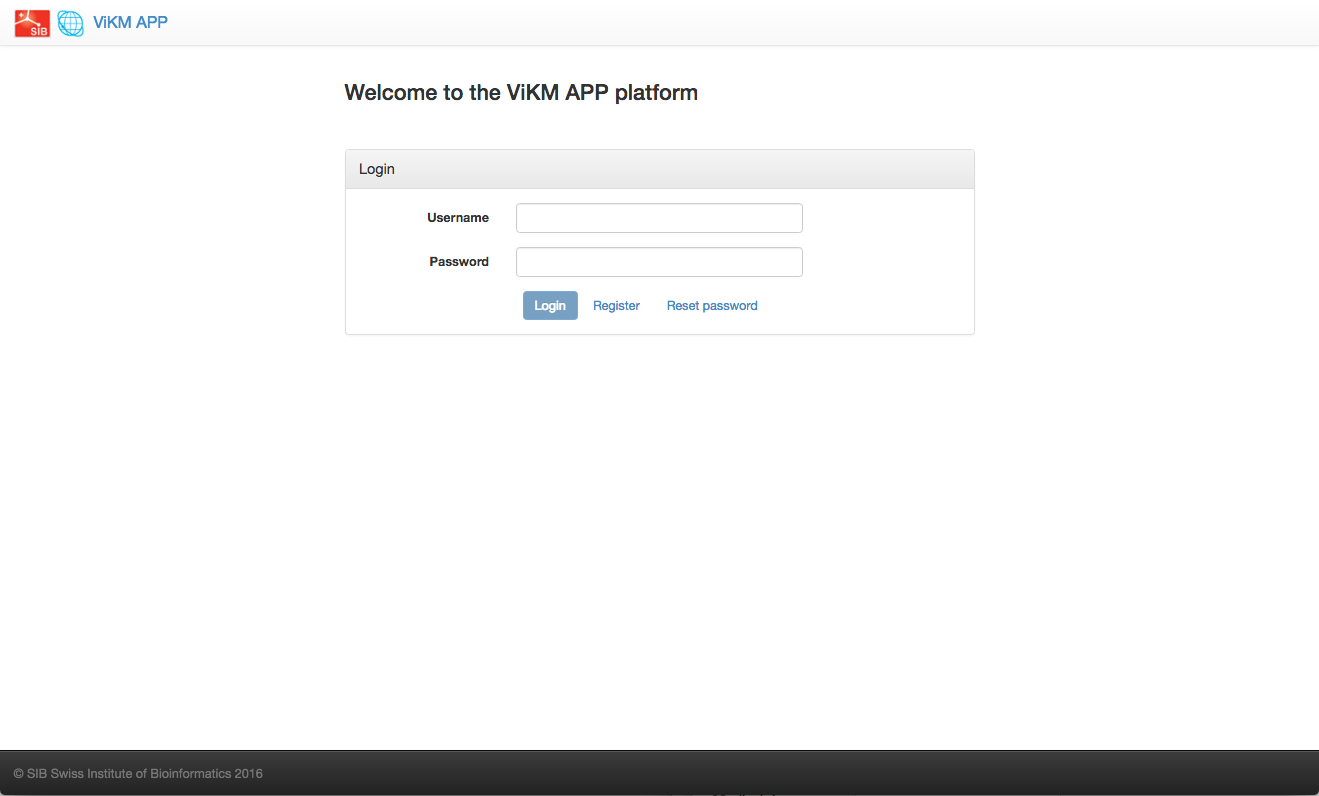 SIB
ViKM APP
Welcome to the ViKM APP platform
Login
Username
Password
Login Register Reset password
© SIB Swiss Institute of Bioinformatics 2016